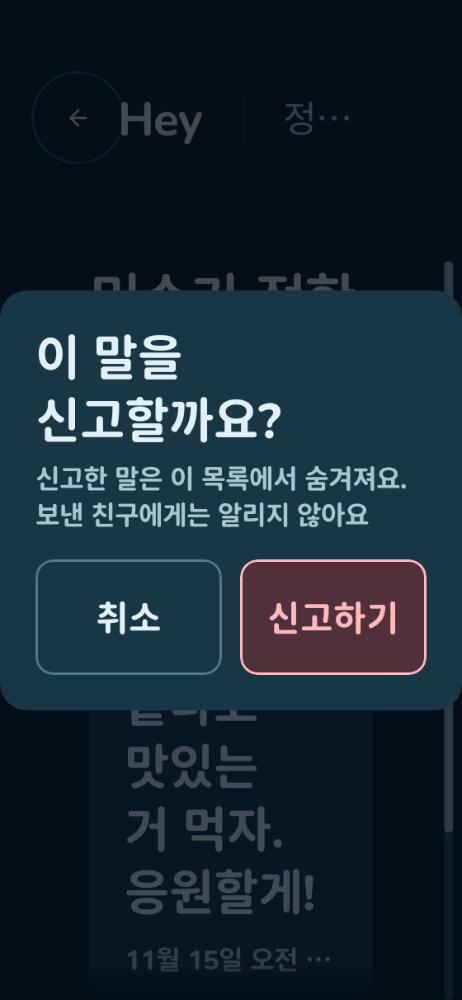 Hey
정…
이 말을
신고할까요?
신고한 말은 이 목록에서 숨겨져요.
보낸 친구에게는 알리지 않아요
취소
신고하기
맛있는
거 먹자.
응원할게!
11월 15일 오전 …